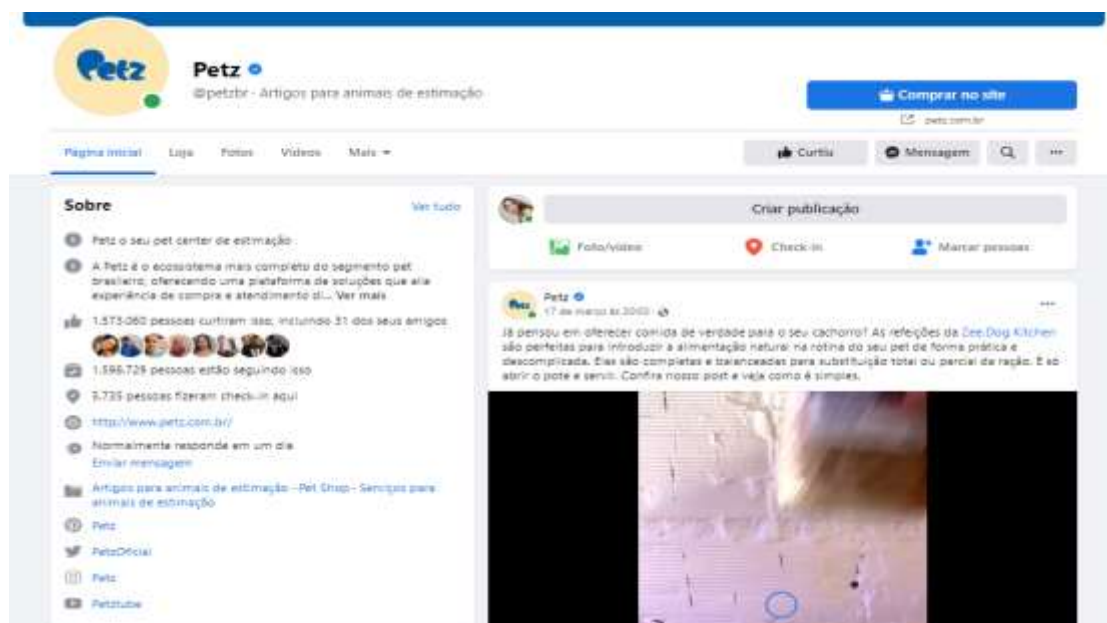 Petz
Petz
@petzbr - Artigos para animais de estimação
Comprar no site
petz.com.br
Página inicial Loja Fotos Vídeos Mais
Curtiu Mensagem
Sobre Ver tudo
Petz o seu pet center de estimação
A Petz é o ecossistema mais completo do segmento pet
brasileiro, oferecendo uma plataforma de soluções que alia
experiência de compra e atendimento di... Ver mais
1.573.060 pessoas curtiram isso, incluindo 31 dos seus amigos
1.596.729 pessoas estão seguindo isso
pessoas fizeram check-in aqui
http://www.petz.com.br/
Normalmente responde em um dia
Enviar mensagem
Artigos para animais de estimação · Pet Shop · Serviços para
animais de estimação
Petz
PetzOficial
Petz
Petztube
Criar publicação
Foto/vídeo Check-in Marcar pessoas
Petz
Petz
17 de março às
Já pensou em oferecer comida de verdade para o seu cachorro? As refeições da Zee.Dog Kitchen
são perfeitas para introduzir a alimentação natural na rotina do seu pet de forma prática e
descomplicada. Elas são completas e balanceadas para substituição total ou parcial da ração. É só
abrir o pote e servir. Confira nosso post e veja como é simples.